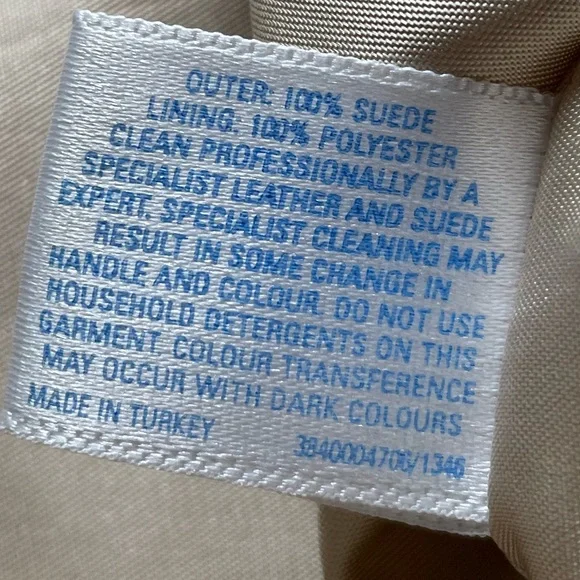 OUTER: 100% SUEDE
LINING: 100% POLYESTER
CLEAN PROFESSIONALLY BY A
SPECIALIST LEATHER AND SUEDE
EXPERT. SPECIALIST CLEANING MAY
RESULT IN SOME CHANGE IN
HANDLE AND COLOUR. DO NOT USE
HOUSEHOLD DETERGENTS ON THIS
GARMENT. COLOUR TRANSFERENCE
MAY OCCUR WITH DARK COLOURS
MADE IN TURKEY
3840004706/1346